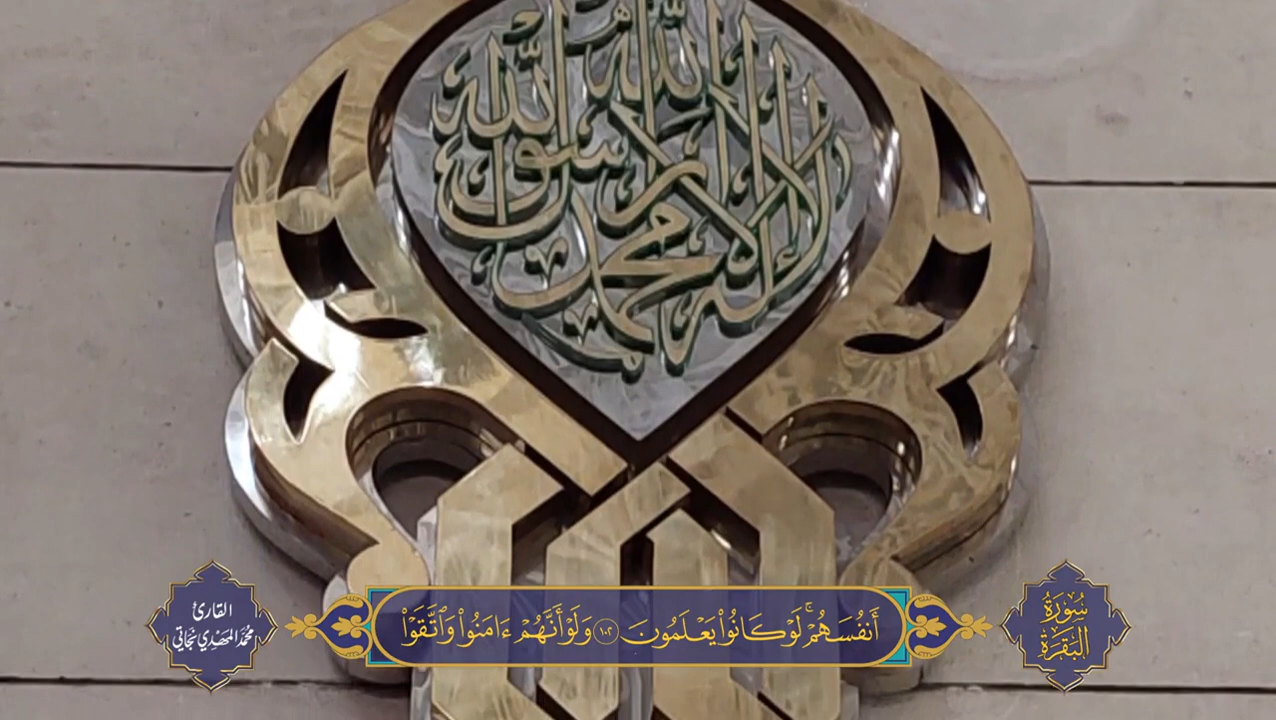 لا إله إلا الله محمد رسول الله
أَنفُسَهُمْۚ لَوْ كَانُوا۟ يَعْلَمُونَ ١٠٢ وَلَوْ أَنَّهُمْ ءَامَنُوا۟ وَٱتَّقَوْا۟
سُورَةُ
البَقَرَةِ
القارئ
محمد المهدي نجاتي